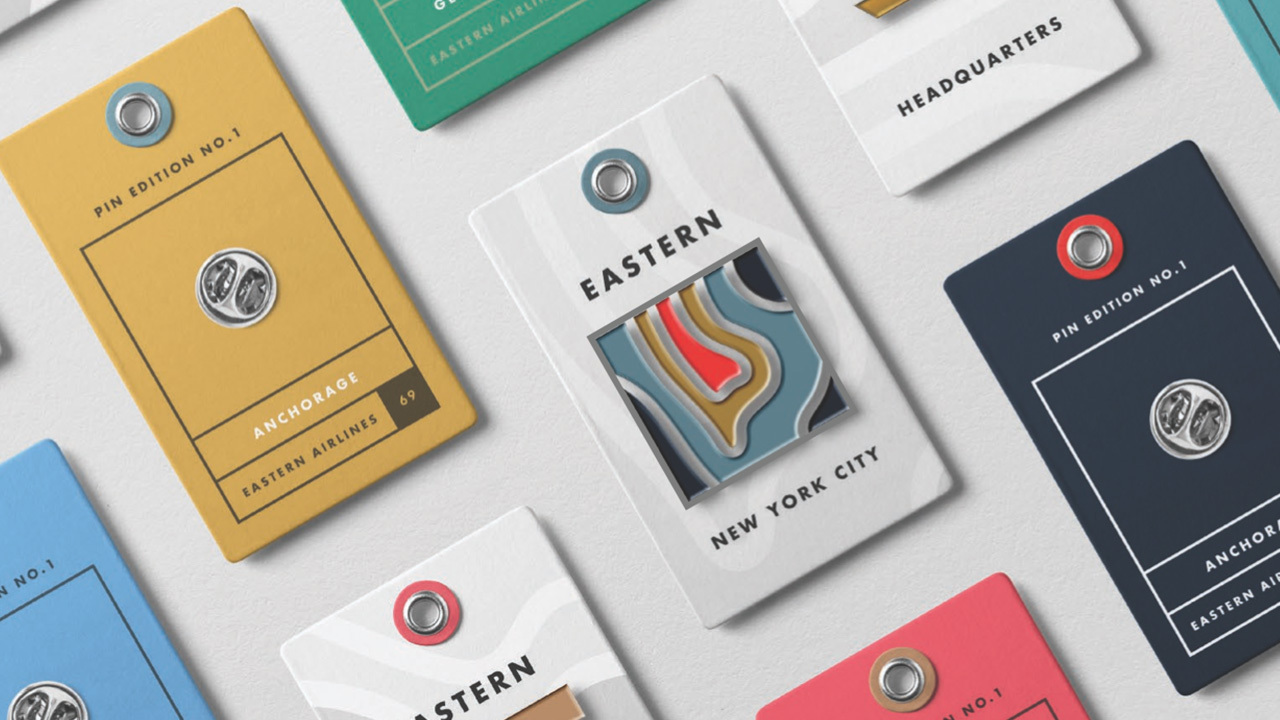 EASTERN AIRLIN
HEADQUARTERS
PIN EDITION NO.1
ANCHORAGE
EASTERN AIRLINES
69
EASTERN
NEW YORK CITY
PIN EDITION NO.1
ANCHORA
EASTERN AIR
N NO.1
ASTERN
NO.1